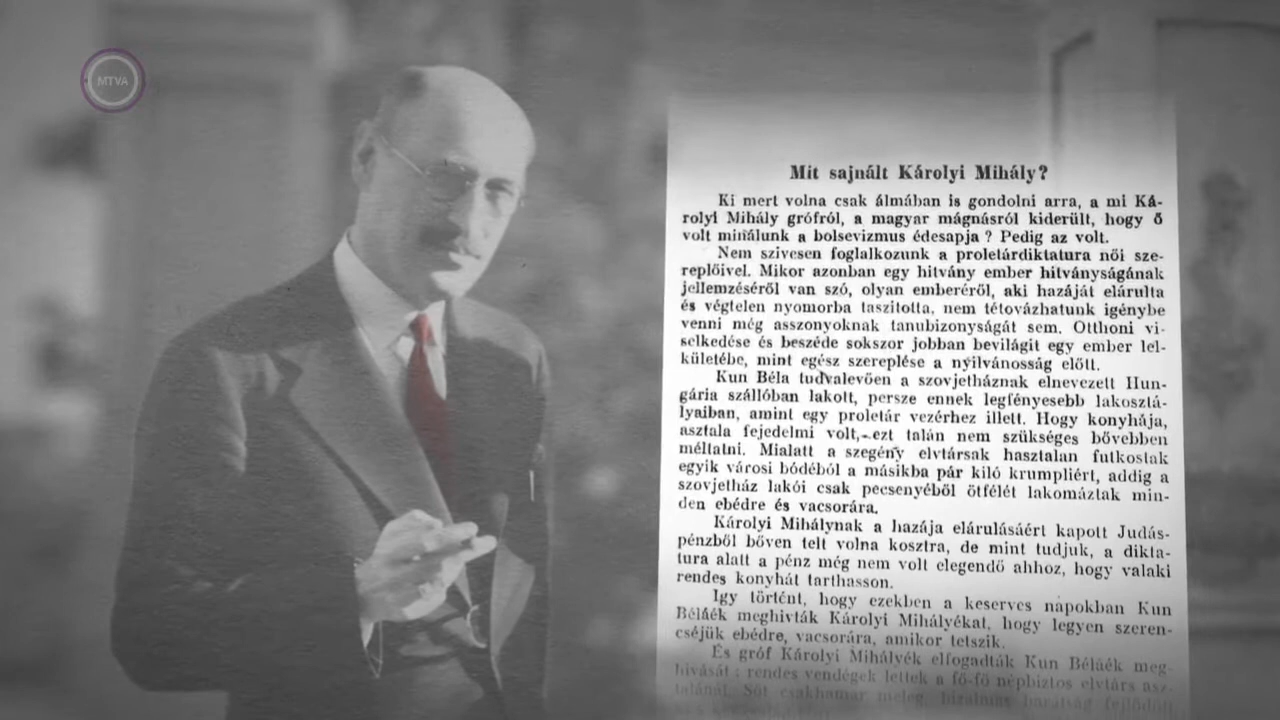 MTVA
Mit sajnált Károlyi Mihály?
Ki mert volna csak álmában is gondolni arra, a mi Ká-
rolyi Mihály grófról, a magyar mágnásról kiderült, hogy ő
volt minálunk a bolsevizmus édesapja? Pedig az volt.
Nem szivesen foglalkozunk a proletárdiktatura női sze-
replőivel. Mikor azonban egy hitvány ember hitványságának
jellemzéséről van szó, olyan emberéről, aki hazáját elárulta
és végtelen nyomorba taszitotta, nem tétovázhatunk igénybe
venni még asszonyoknak tanubizonyságát sem. Otthoni vi-
selkedése és beszéde sokszor jobban bevilágit egy ember lel-
kületébe, mint egész szereplése a nyilvánosság előtt.
Kun Béla tudvalevően a szovjetháznak elnevezett Hun-
gária szállóban lakott, persze ennek legfényesebb lakosztá-
lyaiban, amint egy proletár vezérhez illett. Hogy konyhája,
asztala fejedelmi volt, ezt talán nem szükséges bővebben
méltatni. Mialatt a szegény elvtársak hasztalan futkostak
egyik városi bódéból a másikba pár kiló krumpliért, addig a
szovjetház lakói csak pecsenyéből ötfélét lakomáztak min-
den ebédre és vacsorára.
Károlyi Mihálynak a hazája elárulásáért kapott Judás-
pénzből bőven telt volna kosztra, de mint tudjuk, a dikta-
tura alatt a pénz még nem volt elegendő ahhoz, hogy valaki
rendes konyhát tarthasson.
Igy történt, hogy ezekben a keserves napokban Kun
Béláék meghivták Károlyi Mihályékat, hogy legyen szeren-
cséjük ebédre, vacsorára, amikor tetszik.
És gróf Károlyi Mihályék elfogadták Kun Béláék meg-
hivását: rendes vendégek lettek a fő-fő népbiztos elvtárs asz-
talánál. Sőt csakhamar meleg, bizalmas barátság fejlődött